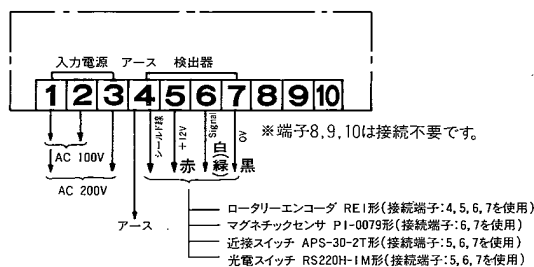 入力電源 アース 検出器
1 2 3 4 5 6 7 8 9 10
シールド線 +12V Signal 0V
※端子8,9,10は接続不要です。
AC 100V
赤 白(緑) 黒
AC 200V
アース
ロータリーエンコーダ REI形(接続端子:4,5,6,7を使用)
マグネチックセンサ PI-0079形(接続端子:6,7を使用)
近接スイッチ APS-30-2T形(接続端子:5,6,7を使用)
光電スイッチ RS220H-IM形(接続端子:5,6,7を使用)